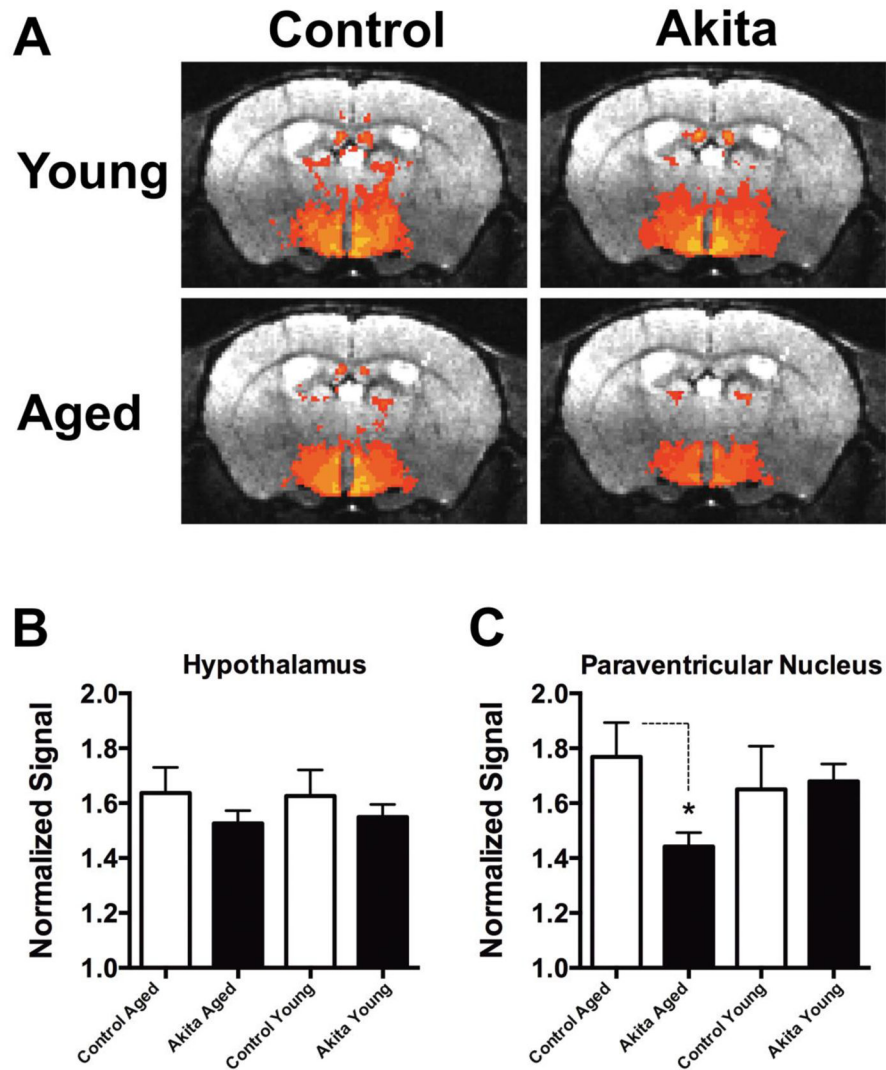 A
Control
Akita
Young
Aged
B
C
Hypothalamus
Paraventricular Nucleus
Normalized Signal
2.0
1.8
1.6
1.4
1.2
1.0
Control Aged
Akita Aged
Control Young
Akita Young
Normalized Signal
2.0
1.8
1.6
1.4
1.2
1.0
*
Control Aged
Akita Aged
Control Young
Akita Young